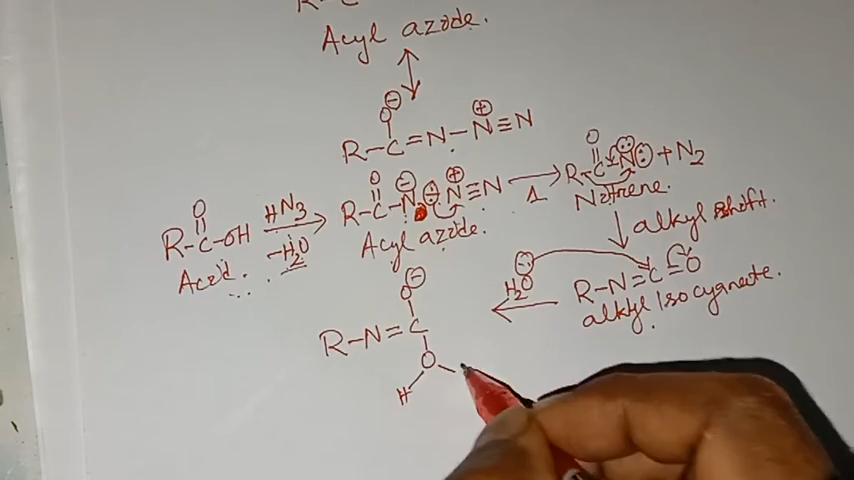 R-C
Acyl azide.
O⊖
R-C=N-N⊕≡N
O
R-C-OH
Acid.
HN3
-H2O
O
R-C-N⊖-N⊕≡N
Acyl azide.
Δ
O
R-C-N: + N2
Nitrene.
alkyl shift.
R-N=C=O
alkyl Isocyanate.
H2O
O⊖
R-N=C
O
H